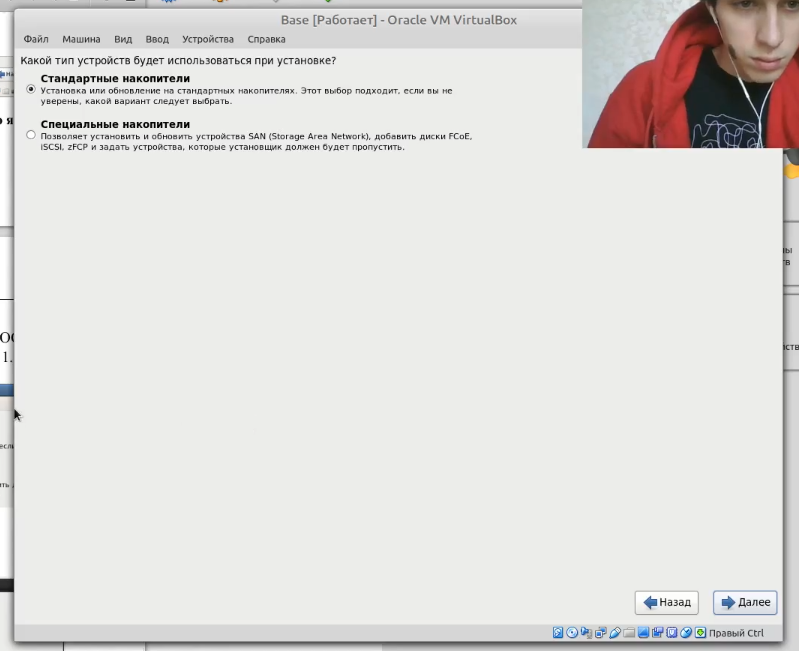 Base [Работает] - Oracle VM VirtualBox
Файл Машина Вид Ввод Устройства Справка
Какой тип устройств будет использоваться при установке?
Стандартные накопители
Установка или обновление на стандартных накопителях. Этот выбор подходит, если вы не
уверены, какой вариант следует выбрать.
Специальные накопители
Позволяет установить и обновить устройства SAN (Storage Area Network), добавить диски FCoE,
iSCSI, zFCP и задать устройства, которые установщик должен будет пропустить.
1.
Назад Далее
Правый Ctrl